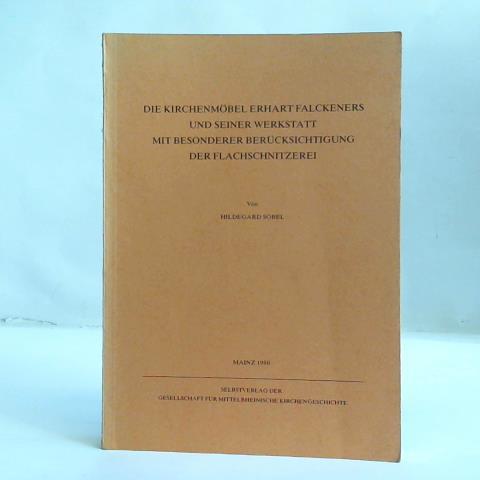 DIE KIRCHENMÖBEL ERHART FALCKENERS
UND SEINER WERKSTATT
MIT BESONDERER BERÜCKSICHTIGUNG
DER FLACHSCHNITZEREI
Von
HILDEGARD SOBEL
MAINZ 1980
SELBSTVERLAG DER
GESELLSCHAFT FÜR MITTELRHEINISCHE KIRCHENGESCHICHTE